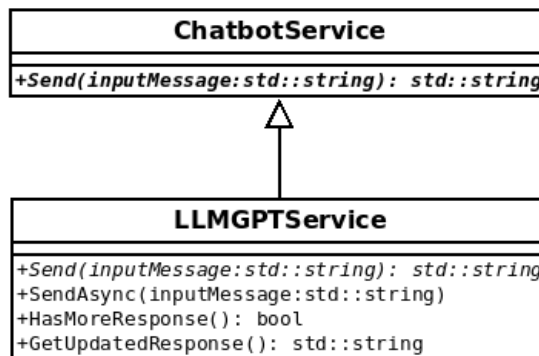 ChatbotService
+Send(inputMessage:std::string): std::string
LLMGPTService
+Send(inputMessage:std::string): std::string
+SendAsync(inputMessage:std::string)
+HasMoreResponse(): bool
+GetUpdatedResponse(): std::string